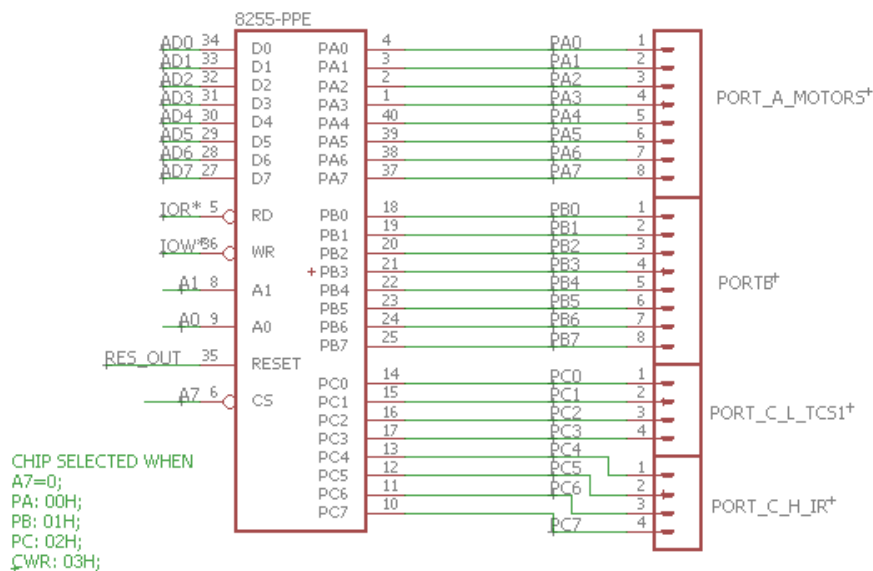 8255-PPE
AD0 34 D0 PA0 4 PA0 1
AD1 33 D1 PA1 3 PA1 2
AD2 32 D2 PA2 2 PA2 3
AD3 31 D3 PA3 1 PA3 4 PORT_A_MOTORS
AD4 30 D4 PA4 40 PA4 5
AD5 29 D5 PA5 39 PA5 6
AD6 28 D6 PA6 38 PA6 7
AD7 27 D7 PA7 37 PA7 8
IOR* 5 RD PB0 18 PB0 1
PB1 19 PB1 2
IOW* 36 WR PB2 20 PB2 3
PB3 21 PB3 4
A1 8 A1 PB4 22 PB4 5 PORTB
PB5 23 PB5 6
A0 9 A0 PB6 24 PB6 7
PB7 25 PB7 8
RES_OUT 35 RESET
PC0 14 PC0 1
A7 6 CS PC1 15 PC1 2
PC2 16 PC2 3 PORT_C_L_TCS1
PC3 17 PC3 4
PC4 13 PC4 1
PC5 12 PC5 2
PC6 11 PC6 3 PORT_C_H_IR
PC7 10 PC7 4
CHIP SELECTED WHEN
A7=0;
PA: 00H;
PB: 01H;
PC: 02H;
CWR: 03H;